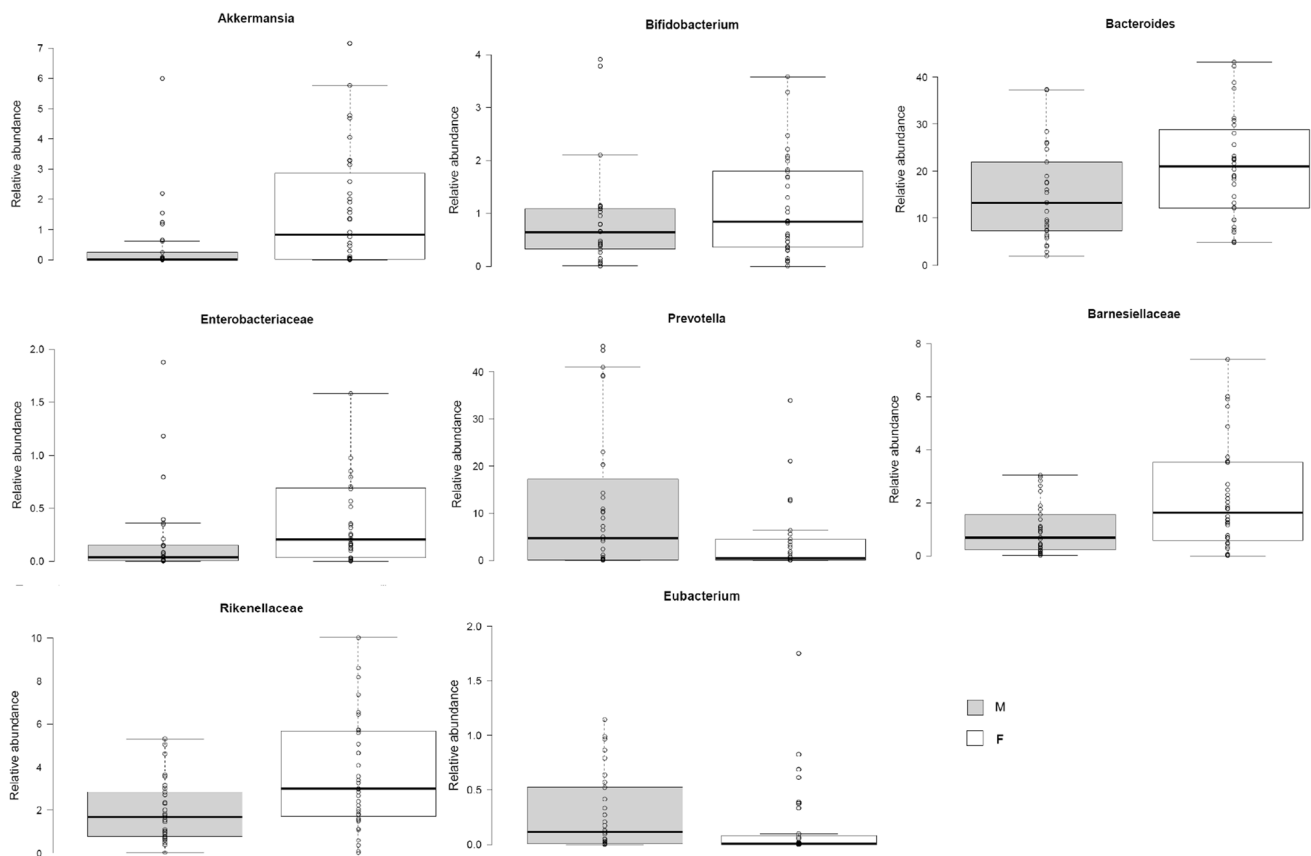 Akkermansia
Relative abundance
7
6
5
4
3
2
1
0
Bifidobacterium
Relative abundance
4
3
2
1
0
Bacteroides
Relative abundance
40
30
20
10
0
Enterobacteriaceae
Relative abundance
2.0
1.5
1.0
0.5
0.0
Prevotella
Relative abundance
40
30
20
10
0
Barnesiellaceae
Relative abundance
8
6
4
2
0
Rikenellaceae
Relative abundance
10
8
6
4
2
0
Eubacterium
Relative abundance
2.0
1.5
1.0
0.5
0.0
M
F